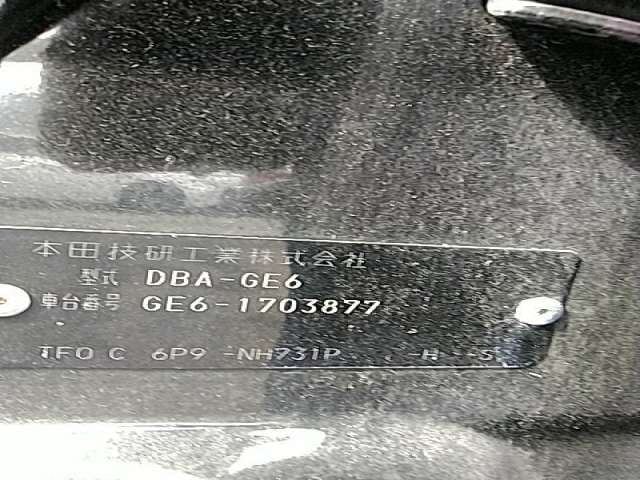 本田技研工業株式会社
型式 DBA-GE6
車台番号 GE6-1703877
TF0 C 6P9 -NH731P -H -S